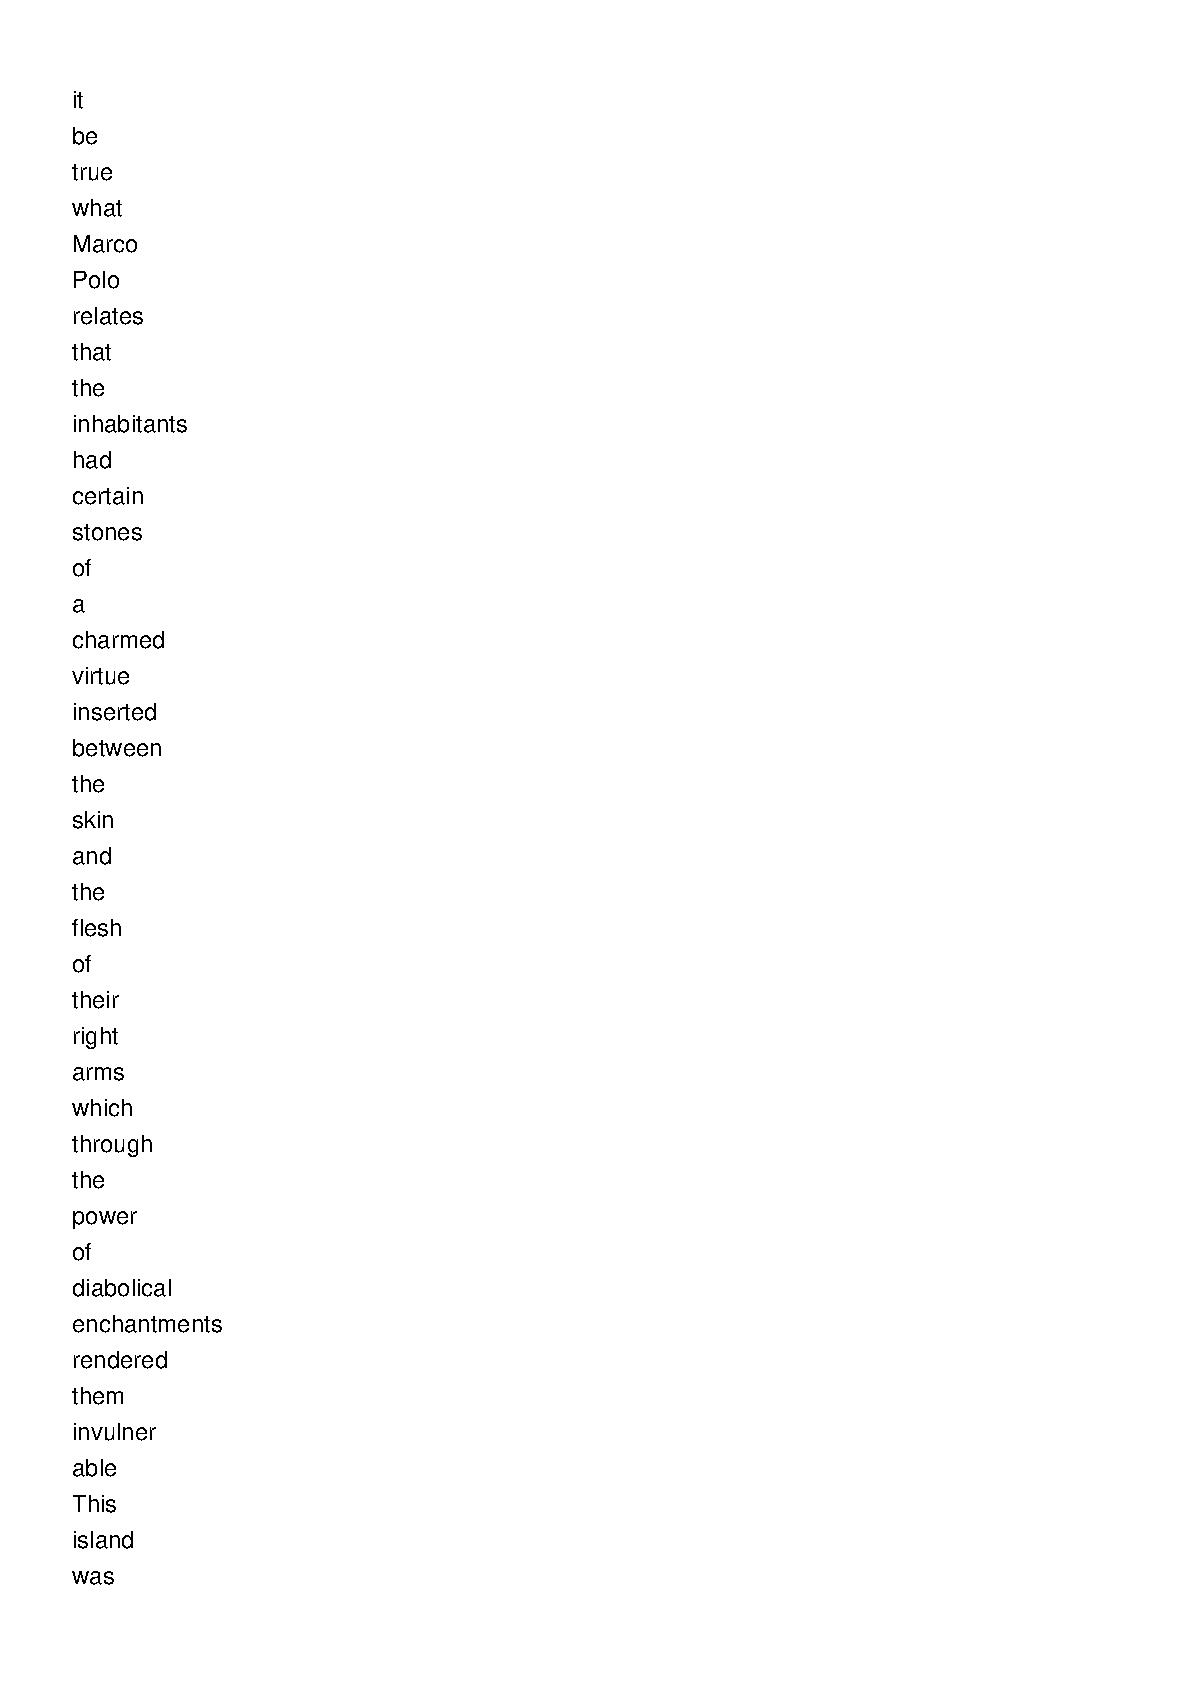 it
be
true
what
Marco
Polo
relates
that
the
inhabitants
had
certain
stones
of
a
charmed
virtue
inserted
between
the
skin
and
the
flesh
of
their
right
arms
which
through
the
power
of
diabolical
enchantments
rendered
them
invulner
able
This
island
was